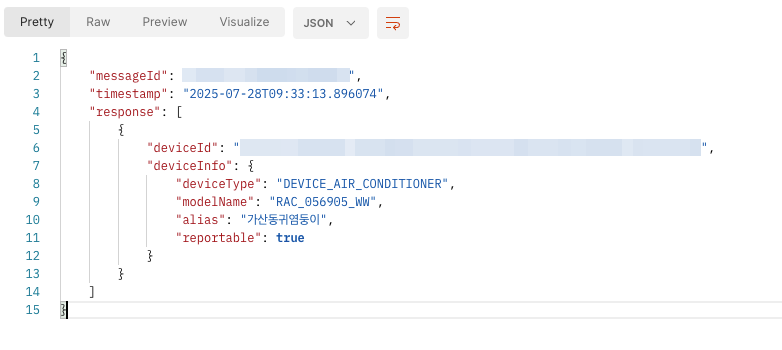 Pretty Raw Preview Visualize JSON
1 {
2 "messageId": ",
3 "timestamp": "2025-07-28T09:33:13.896074",
4 "response": [
5 {
6 "deviceId": "",
7 "deviceInfo": {
8 "deviceType": "DEVICE_AIR_CONDITIONER",
9 "modelName": "RAC_056905_WW",
10 "alias": "가산동귀염둥이",
11 "reportable": true
12 }
13 }
14 ]
15 }